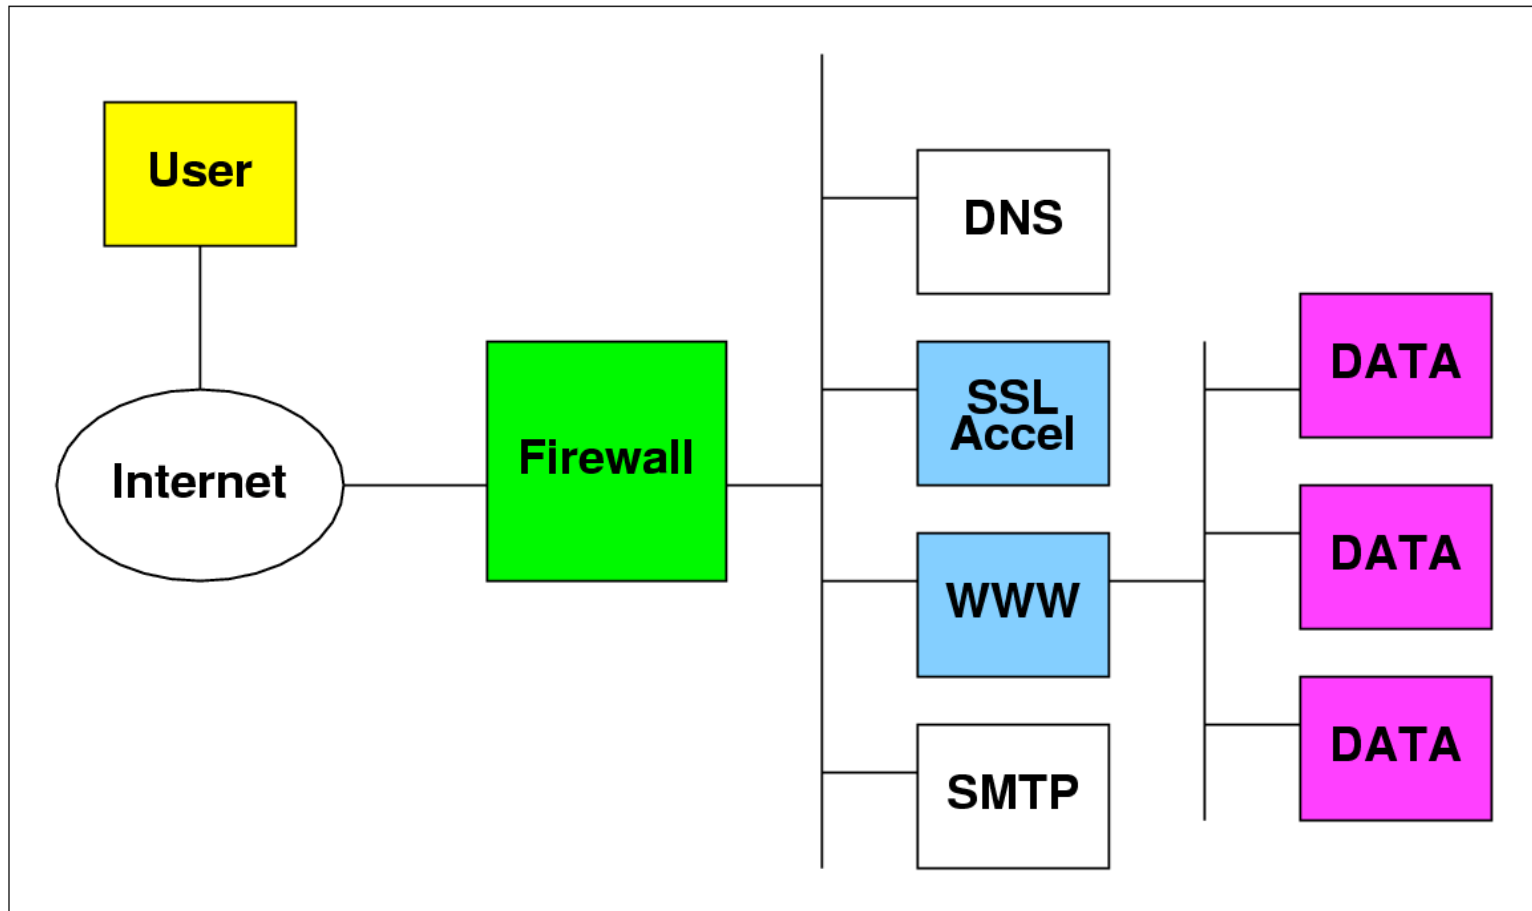 User
Internet
Firewall
DNS
SSL
Accel
WWW
SMTP
DATA
DATA
DATA